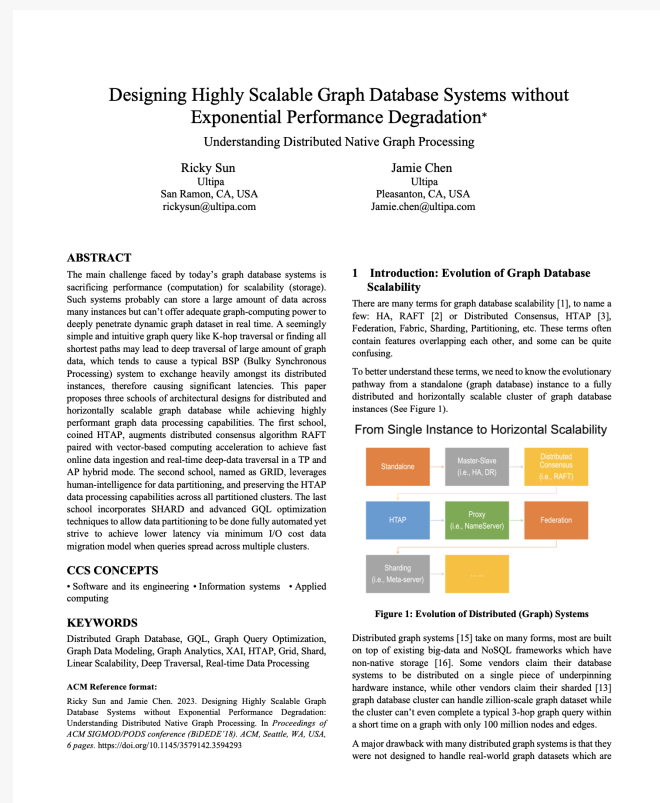 Designing Highly Scalable Graph Database Systems without
Exponential Performance Degradation*
Understanding Distributed Native Graph Processing
Ricky Sun
Ultipa
San Ramon, CA, USA
rickysun@ultipa.com
Jamie Chen
Ultipa
Pleasanton, CA, USA
Jamie.chen@ultipa.com
ABSTRACT
The main challenge faced by today's graph database systems is
sacrificing performance (computation) for scalability (storage).
Such systems probably can store a large amount of data across
many instances but can't offer adequate graph-computing power to
deeply penetrate dynamic graph dataset in real time. A seemingly
simple and intuitive graph query like K-hop traversal or finding all
shortest paths may lead to deep traversal of large amount of graph
data, which tends to cause a typical BSP (Bulky Synchronous
Processing) system to exchange heavily amongst its distributed
instances, therefore causing significant latencies. This paper
proposes three schools of architectural designs for distributed and
horizontally scalable graph database while achieving highly
performant graph data processing capabilities. The first school,
coined HTAP, augments distributed consensus algorithm RAFT
paired with vector-based computing acceleration to achieve fast
online data ingestion and real-time deep-data traversal in a TP and
AP hybrid mode. The second school, named as GRID, leverages
human-intelligence for data partitioning, and preserving the HTAP
data processing capabilities across all partitioned clusters. The last
school incorporates SHARD and advanced GQL optimization
techniques to allow data partitioning to be done fully automated yet
strive to achieve lower latency via minimum I/O cost data
migration model when queries spread across multiple clusters.
CCS CONCEPTS
• Software and its engineering • Information systems • Applied
computing
KEYWORDS
Distributed Graph Database, GQL, Graph Query Optimization,
Graph Data Modeling, Graph Analytics, XAI, HTAP, Grid, Shard,
Linear Scalability, Deep Traversal, Real-time Data Processing
ACM Reference format:
Ricky Sun and Jamie Chen. 2023. Designing Highly Scalable Graph
Database Systems without Exponential Performance Degradation:
Understanding Distributed Native Graph Processing. In Proceedings of
ACM SIGMOD/PODS conference (BiDEDE'18). ACM, Seattle, WA, USA,
6 pages. https://doi.org/10.1145/3579142.3594293
1 Introduction: Evolution of Graph Database
Scalability
There are many terms for graph database scalability [1], to name a
few: HA, RAFT [2] or Distributed Consensus, HTAP [3],
Federation, Fabric, Sharding, Partitioning, etc. These terms often
contain features overlapping each other, and some can be quite
confusing.
To better understand these terms, we need to know the evolutionary
pathway from a standalone (graph database) instance to a fully
distributed and horizontally scalable cluster of graph database
instances (See Figure 1).
From Single Instance to Horizontal Scalability
Standalone
Master-Slave
(i.e., HA, DR)
Distributed
Consensus
(i.e., RAFT)
HTAP
Proxy
(i.e., NameServer)
Federation
Sharding
(i.e., Meta-server)
... ...
Figure 1: Evolution of Distributed (Graph) Systems
Distributed graph systems [15] take on many forms, most are built
on top of existing big-data and NoSQL frameworks which have
non-native storage [16]. Some vendors claim their database
systems to be distributed on a single piece of underpinning
hardware instance, while other vendors claim their sharded [13]
graph database cluster can handle zillion-scale graph dataset while
the cluster can't even complete a typical 3-hop graph query within
a short time on a graph with only 100 million nodes and edges.
A major drawback with many distributed graph systems is that they
were not designed to handle real-world graph datasets which are